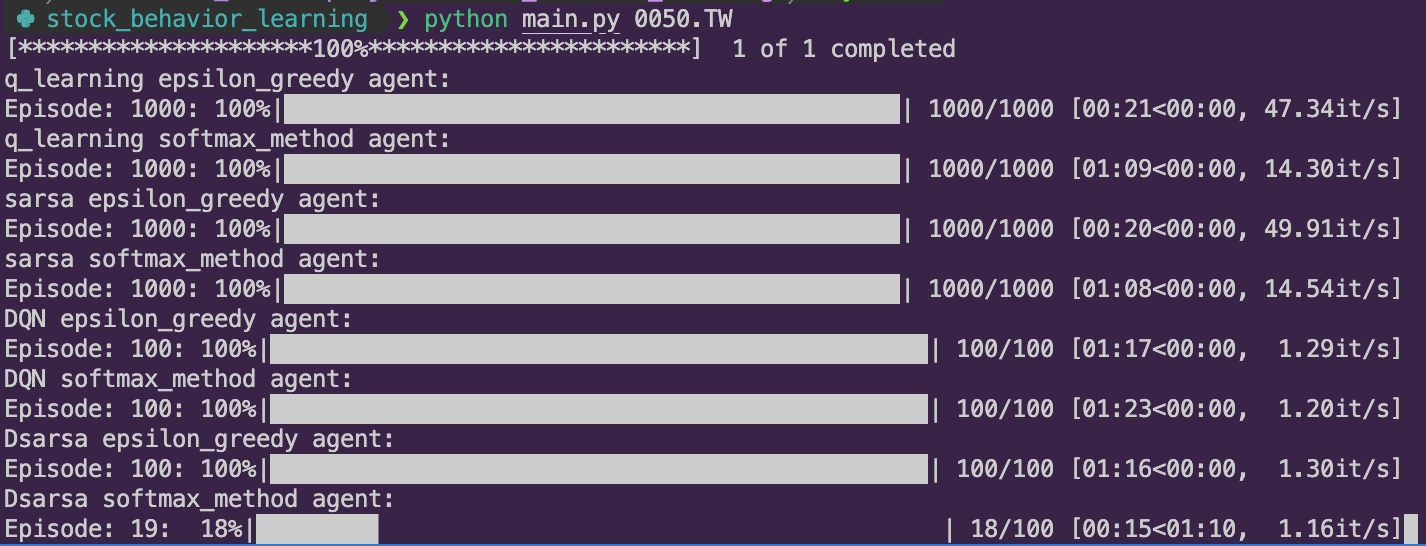 stock_behavior_learning ❯ python main.py 0050.TW
[*********************100%***********************]  1 of 1 completed
q_learning epsilon_greedy agent:
Episode: 1000: 100%|| 1000/1000 [00:21<00:00, 47.34it/s]
q_learning softmax_method agent:
Episode: 1000: 100%|| 1000/1000 [01:09<00:00, 14.30it/s]
sarsa epsilon_greedy agent:
Episode: 1000: 100%|| 1000/1000 [00:20<00:00, 49.91it/s]
sarsa softmax_method agent:
Episode: 1000: 100%|| 1000/1000 [01:08<00:00, 14.54it/s]
DQN epsilon_greedy agent:
Episode: 100: 100%|| 100/100 [01:17<00:00,  1.29it/s]
DQN softmax_method agent:
Episode: 100: 100%|| 100/100 [01:23<00:00,  1.20it/s]
Dsarsa epsilon_greedy agent:
Episode: 100: 100%|| 100/100 [01:16<00:00,  1.30it/s]
Dsarsa softmax_method agent:
Episode: 19:  18%|| 18/100 [00:15<01:10,  1.16it/s]